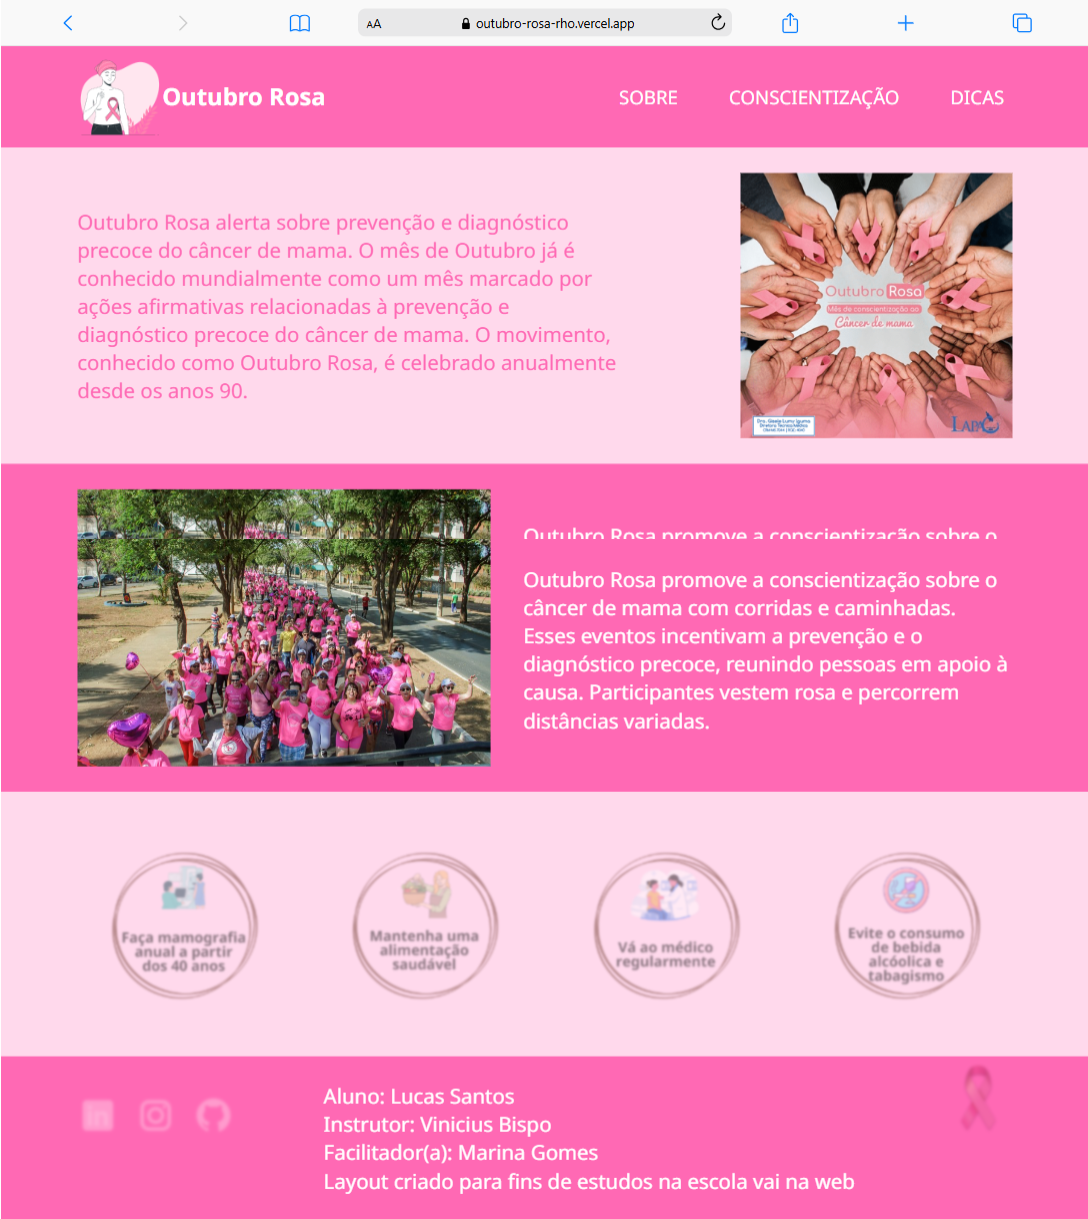 AA
outubro-rosa-rho.vercel.app
Outubro Rosa
SOBRE
CONSCIENTIZAÇÃO
DICAS
Outubro Rosa alerta sobre prevenção e diagnóstico
precoce do câncer de mama. O mês de Outubro já é
conhecido mundialmente como um mês marcado por
ações afirmativas relacionadas à prevenção e
diagnóstico precoce do câncer de mama. O movimento,
conhecido como Outubro Rosa, é celebrado anualmente
desde os anos 90.
Outubro Rosa
Mês de conscientização ao
Câncer de mama
Outubro Rosa promove a conscientização sobre o
Outubro Rosa promove a conscientização sobre o
câncer de mama com corridas e caminhadas.
Esses eventos incentivam a prevenção e o
diagnóstico precoce, reunindo pessoas em apoio à
causa. Participantes vestem rosa e percorrem
distâncias variadas.
Faça mamografia
anual a partir
dos 40 anos
Mantenha uma
alimentação
saudável
Vá ao médico
regularmente
Evite o consumo
de bebida
alcóolica e
tabagismo
in
Aluno: Lucas Santos
Instrutor: Vinicius Bispo
Facilitador(a): Marina Gomes
Layout criado para fins de estudos na escola vai na web